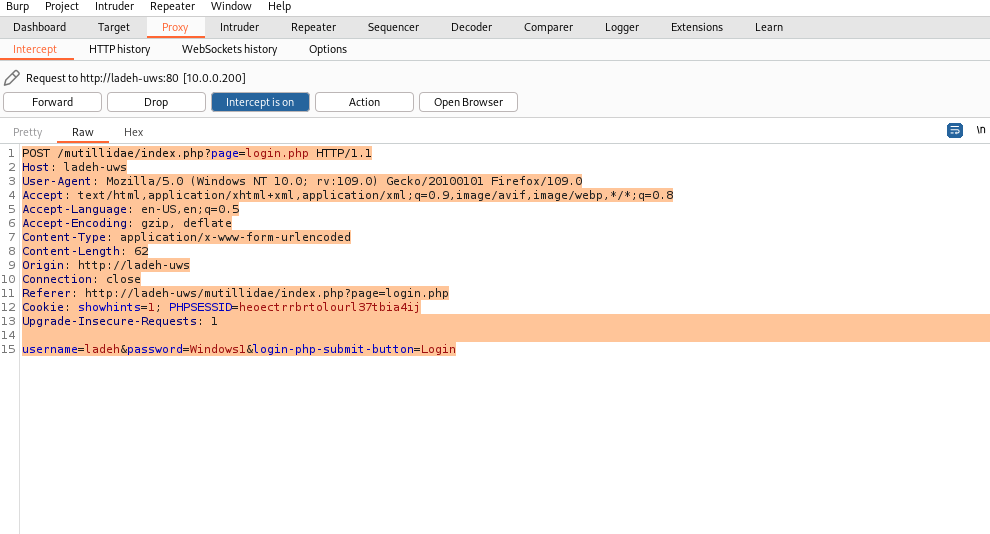 Burp Project Intruder Repeater Window Help
Dashboard Target Proxy Intruder Repeater Sequencer Decoder Comparer Logger Extensions Learn
Intercept HTTP history WebSockets history Options
Request to http://ladeh-uws:80 [10.0.0.200]
Forward Drop Intercept is on Action Open Browser
Pretty Raw Hex \n
1 POST /mutillidae/index.php?page=login.php HTTP/1.1
2 Host: ladeh-uws
3 User-Agent: Mozilla/5.0 (Windows NT 10.0; rv:109.0) Gecko/20100101 Firefox/109.0
4 Accept: text/html,application/xhtml+xml,application/xml;q=0.9,image/avif,image/webp,*/*;q=0.8
5 Accept-Language: en-US,en;q=0.5
6 Accept-Encoding: gzip, deflate
7 Content-Type: application/x-www-form-urlencoded
8 Content-Length: 62
9 Origin: http://ladeh-uws
10 Connection: close
11 Referer: http://ladeh-uws/mutillidae/index.php?page=login.php
12 Cookie: showhints=1; PHPSESSID=heoectrrbrtolourl37tbia4ij
13 Upgrade-Insecure-Requests: 1
14
15 username=ladeh&password=Windows1&login-php-submit-button=Login